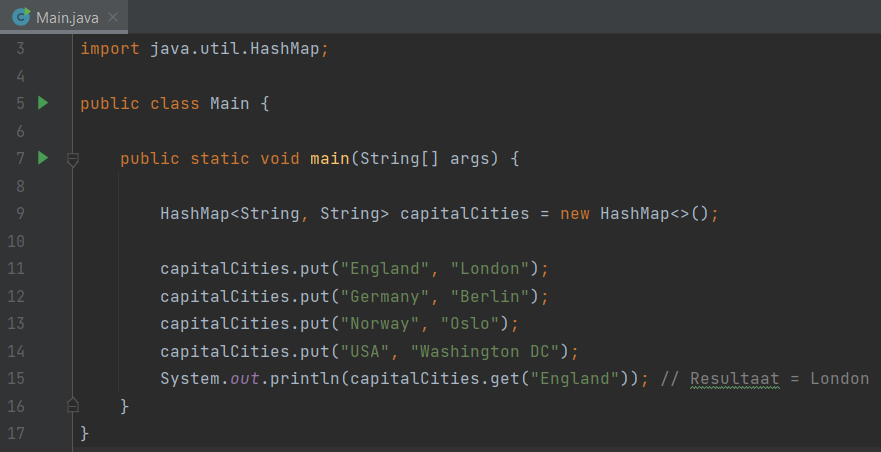 Main.java
3 import java.util.HashMap;
4
5 public class Main {
6
7 public static void main(String[] args) {
8
9 HashMap<String, String> capitalCities = new HashMap<>();
10
11 capitalCities.put("England", "London");
12 capitalCities.put("Germany", "Berlin");
13 capitalCities.put("Norway", "Oslo");
14 capitalCities.put("USA", "Washington DC");
15 System.out.println(capitalCities.get("England")); // Resultaat = London
16 }
17 }